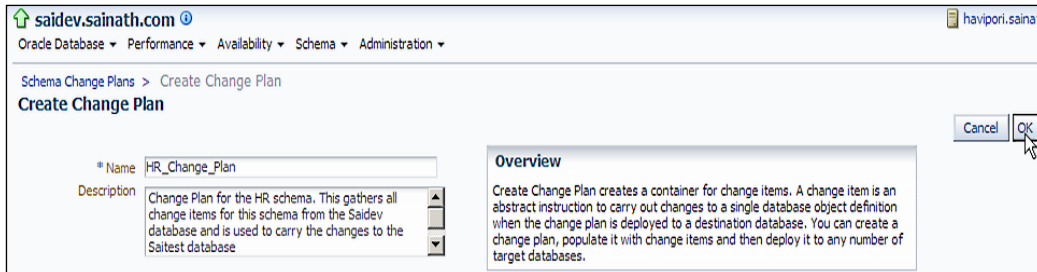 saidev.sainath.com
havipori.saina
Oracle Database Performance Availability Schema Administration
Schema Change Plans > Create Change Plan
Create Change Plan
Cancel OK
* Name HR_Change_Plan
Description Change Plan for the HR schema. This gathers all
change items for this schema from the Saidev
database and is used to carry the changes to the
Saitest database
Overview
Create Change Plan creates a container for change items. A change item is an
abstract instruction to carry out changes to a single database object definition
when the change plan is deployed to a destination database. You can create a
change plan, populate it with change items and then deploy it to any number of
target databases.